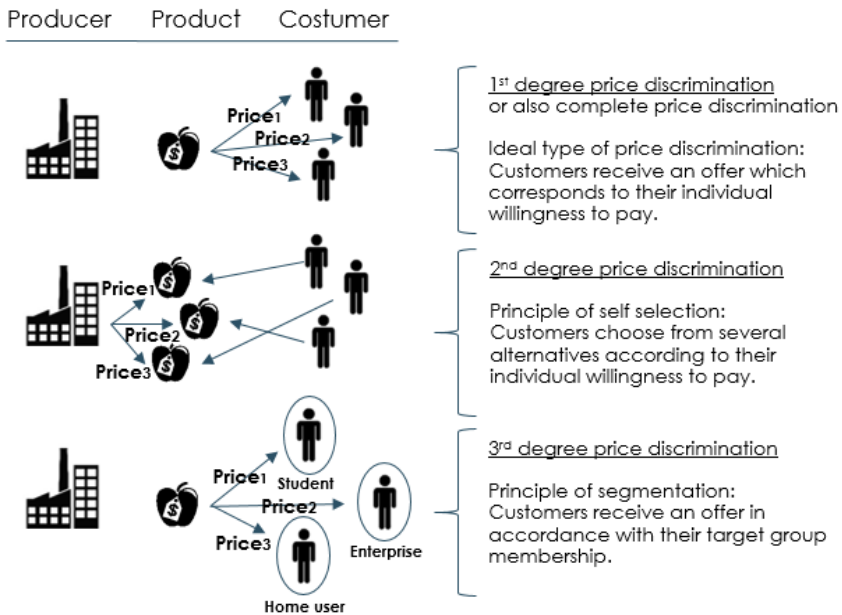 Producer Product Costumer
Price1
Price2
Price3
$
1st degree price discrimination
or also complete price discrimination
Ideal type of price discrimination:
Customers receive an offer which
corresponds to their individual
willingness to pay.
$
Price1
$
Price2
$
Price3
2nd degree price discrimination
Principle of self selection:
Customers choose from several
alternatives according to their
individual willingness to pay.
Price1
Student
Price2
$
Price3
Enterprise
Home user
3rd degree price discrimination
Principle of segmentation:
Customers receive an offer in
accordance with their target group
membership.